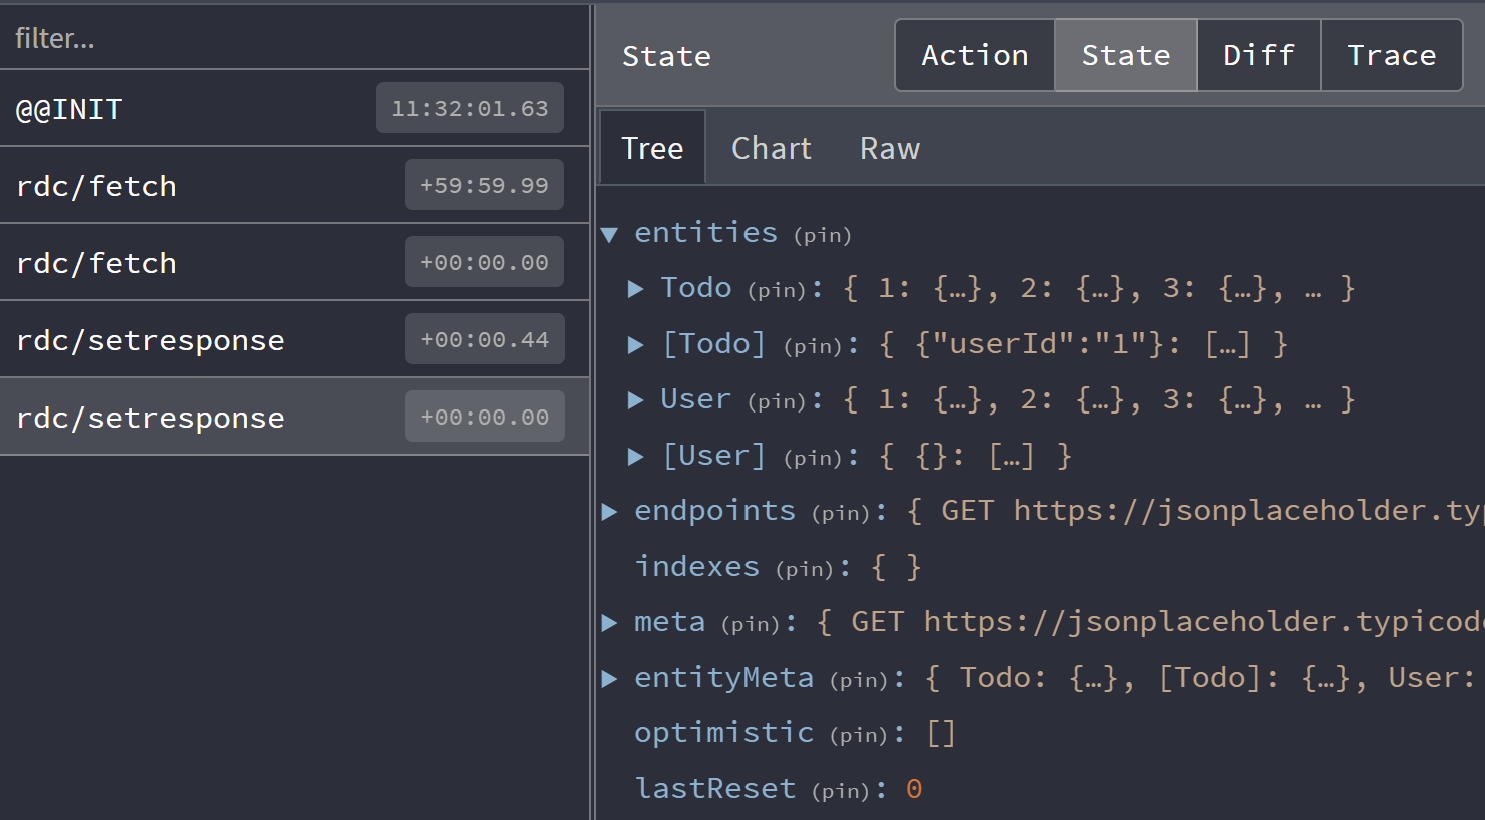 filter...
@@INIT 11:32:01.63
rdc/fetch +59:59.99
rdc/fetch +00:00.00
rdc/setresponse +00:00.44
rdc/setresponse +00:00.00
State Action State Diff Trace
Tree Chart Raw
▼ entities (pin)
▶ Todo (pin): { 1: {…}, 2: {…}, 3: {…}, … }
▶ [Todo] (pin): { {"userId":"1"}: […] }
▶ User (pin): { 1: {…}, 2: {…}, 3: {…}, … }
▶ [User] (pin): { {}: […] }
▶ endpoints (pin): { GET https://jsonplaceholder.typ
indexes (pin): { }
▶ meta (pin): { GET https://jsonplaceholder.typicod
▶ entityMeta (pin): { Todo: {…}, [Todo]: {…}, User:
optimistic (pin): []
lastReset (pin): 0